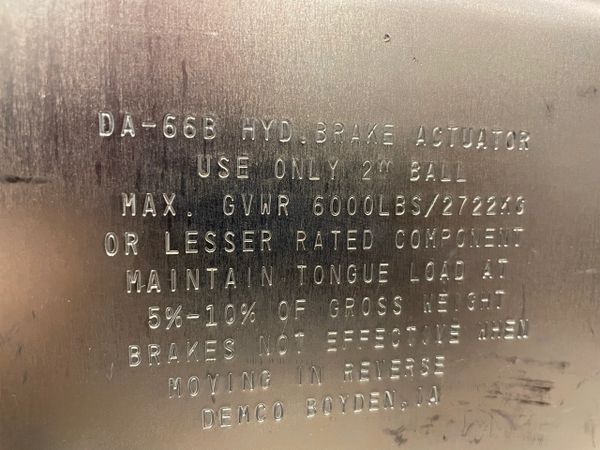 DA-66B HYD. BRAKE ACTUATOR
USE ONLY 2" BALL
MAX. GVWR 6000LBS/2722KG
OR LESSER RATED COMPONENT
MAINTAIN TONGUE LOAD AT
5%-10% OF GROSS WEIGHT
BRAKES NOT EFFECTIVE WHEN
MOVING IN REVERSE
DEMCO BOYDEN, IA